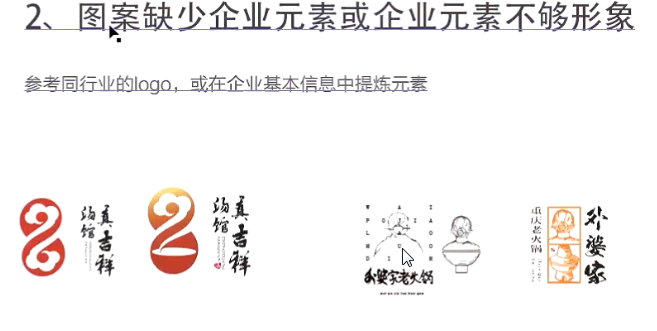 2、图案缺少企业元素或企业元素不够形象
参考同行业的logo，或在企业基本信息中提炼元素
真吉祥
汤馆
真吉祥
汤馆
外婆家老火锅
外婆家
重庆老火锅